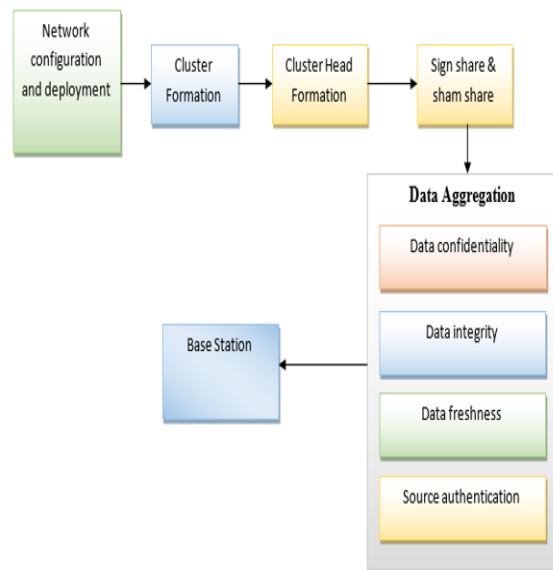 Network
configuration
and deployment
Cluster
Formation
Cluster Head
Formation
Sign share &
sham share
Data Aggregation
Data confidentiality
Data integrity
Data freshness
Source authentication
Base Station